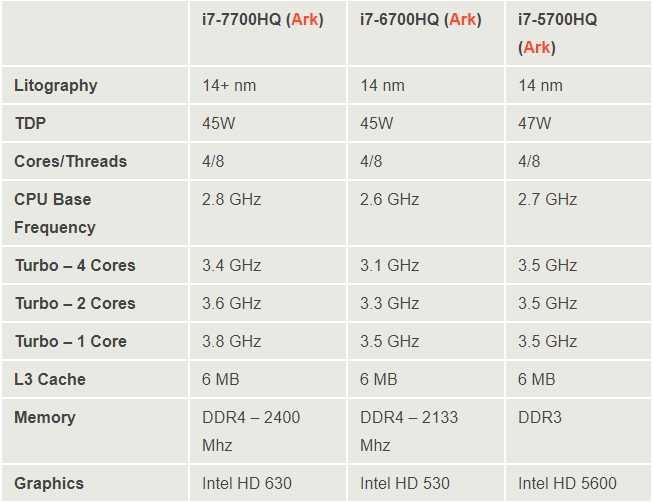 i7-7700HQ (Ark) i7-6700HQ (Ark) i7-5700HQ
(Ark)
Litography 14+ nm 14 nm 14 nm
TDP 45W 45W 47W
Cores/Threads 4/8 4/8 4/8
CPU Base 2.8 GHz 2.6 GHz 2.7 GHz
Frequency
Turbo – 4 Cores 3.4 GHz 3.1 GHz 3.5 GHz
Turbo – 2 Cores 3.6 GHz 3.3 GHz 3.5 GHz
Turbo – 1 Core 3.8 GHz 3.5 GHz 3.5 GHz
L3 Cache 6 MB 6 MB 6 MB
Memory DDR4 – 2400 DDR4 – 2133 DDR3
Mhz Mhz
Graphics Intel HD 630 Intel HD 530 Intel HD 5600